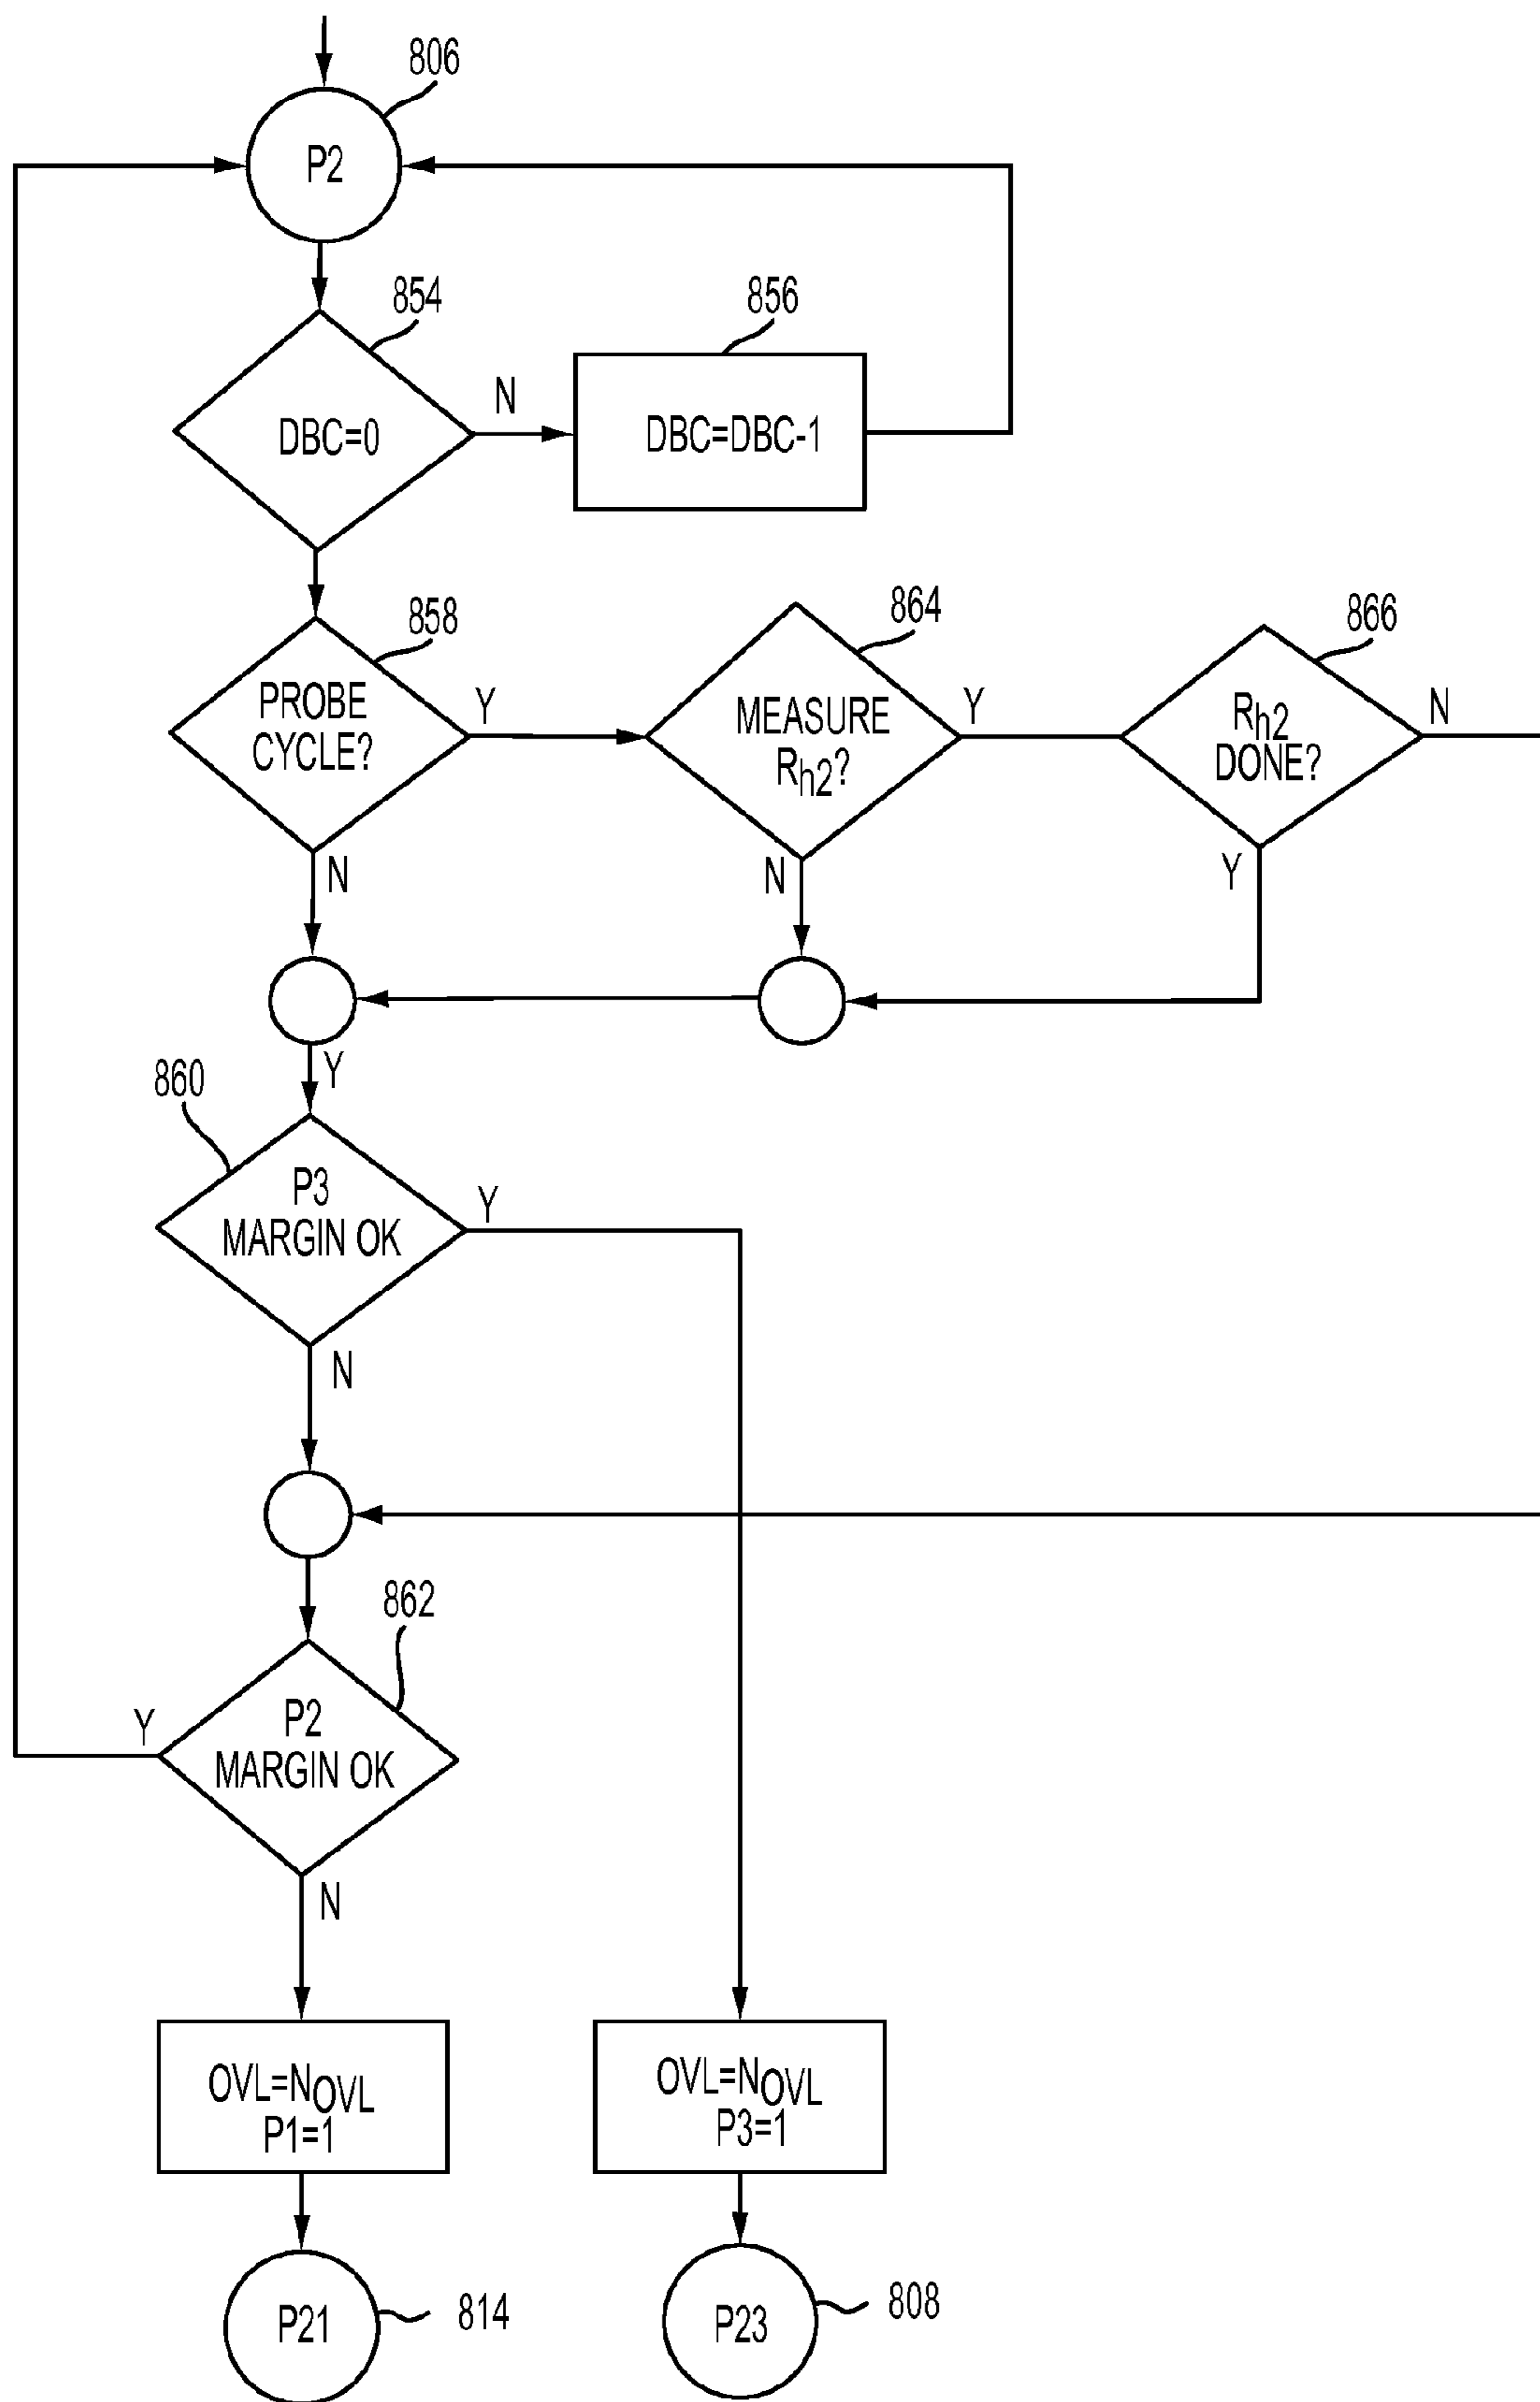 806
P2
854
856
DBC=0
N
DBC=DBC-1
858
864
866
PROBE
CYCLE?
Y
MEASURE
Rh2?
Y
Rh2
DONE?
N
N
N
Y
Y
860
P3
MARGIN OK
Y
N
862
P2
MARGIN OK
Y
N
OVL=NOVL
P1=1
OVL=NOVL
P3=1
P21
814
P23
808